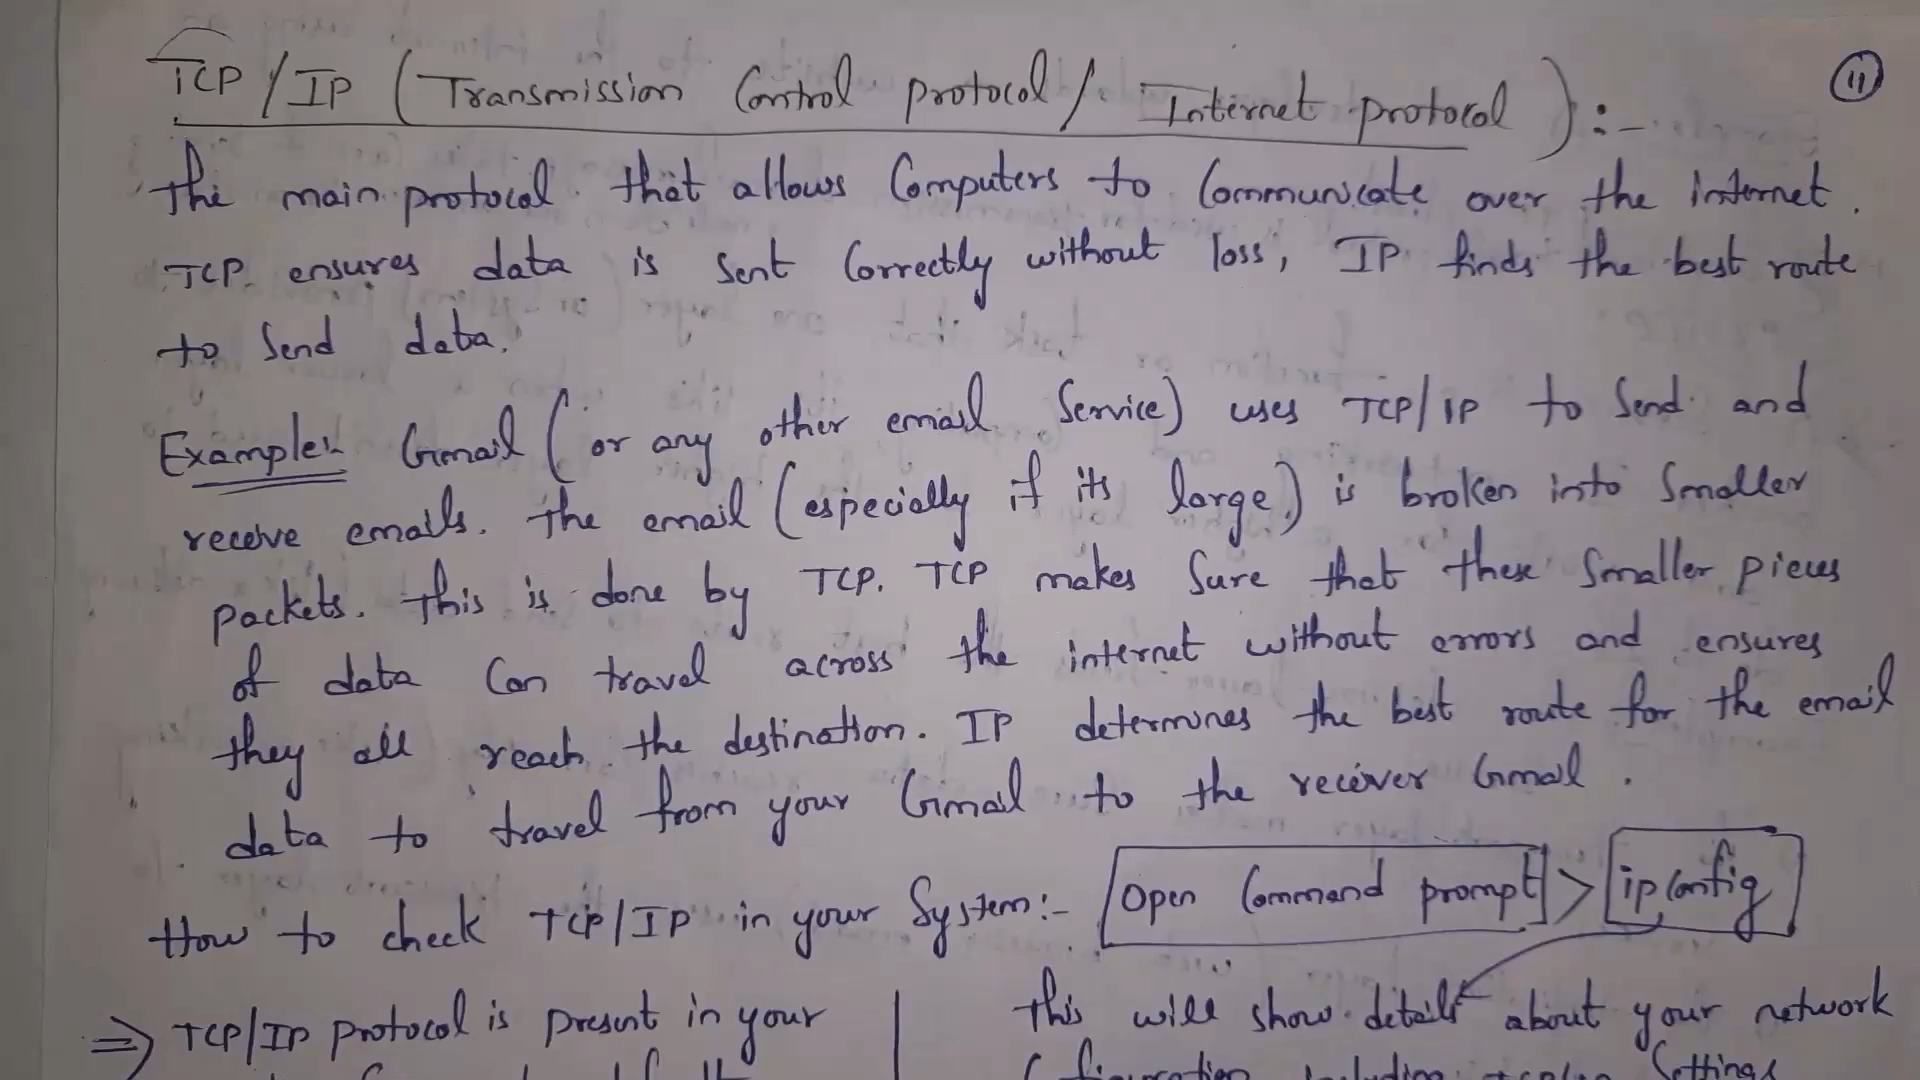 11
TCP/IP (Transmission Control protocol/ Internet protocol):-
The main protocol that allows Computers to Communicate over the internet.
TCP ensures data is sent Correctly without loss, IP finds the best route
to Send data.
Example:- Gmail (or any other email Service) uses TCP/IP to Send and
receive emails. The email (especially if its large) is broken into Smaller
packets. This is done by TCP. TCP makes Sure that these Smaller pieces
of data Can travel across the internet without errors and ensures
they all reach the destination. IP determines the best route for the email
data to travel from your Gmail to the receiver Gmail.
How to check TCP/IP in your System:- Open Command prompt > ipconfig
⇒ TCP/IP protocol is present in your
This will show details about your network
including Settings